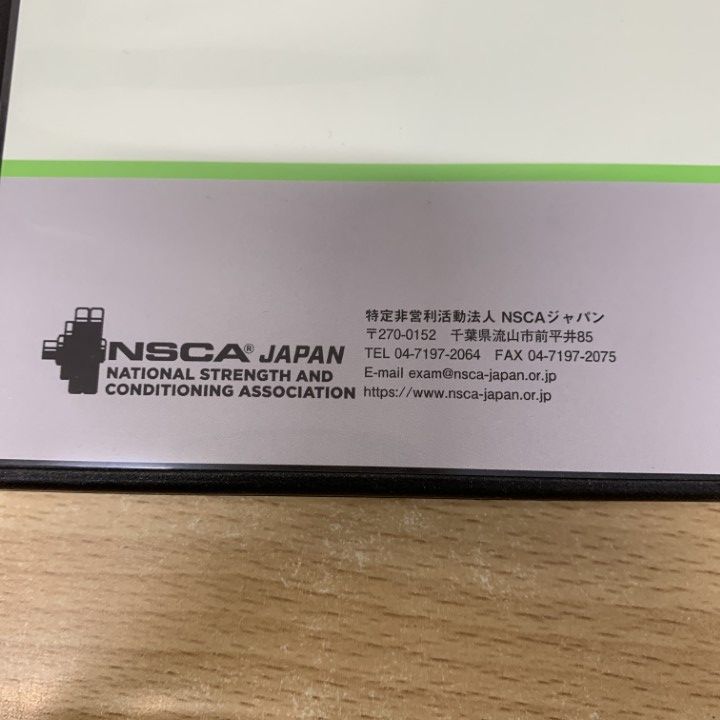 NSCA® JAPAN
NATIONAL STRENGTH AND
CONDITIONING ASSOCIATION
特定非営利活動法人 NSCAジャパン
〒270-0152　千葉県流山市前平井85
TEL 04-7197-2064　FAX 04-7197-2075
E-mail exam@nsca-japan.or.jp
https://www.nsca-japan.or.jp